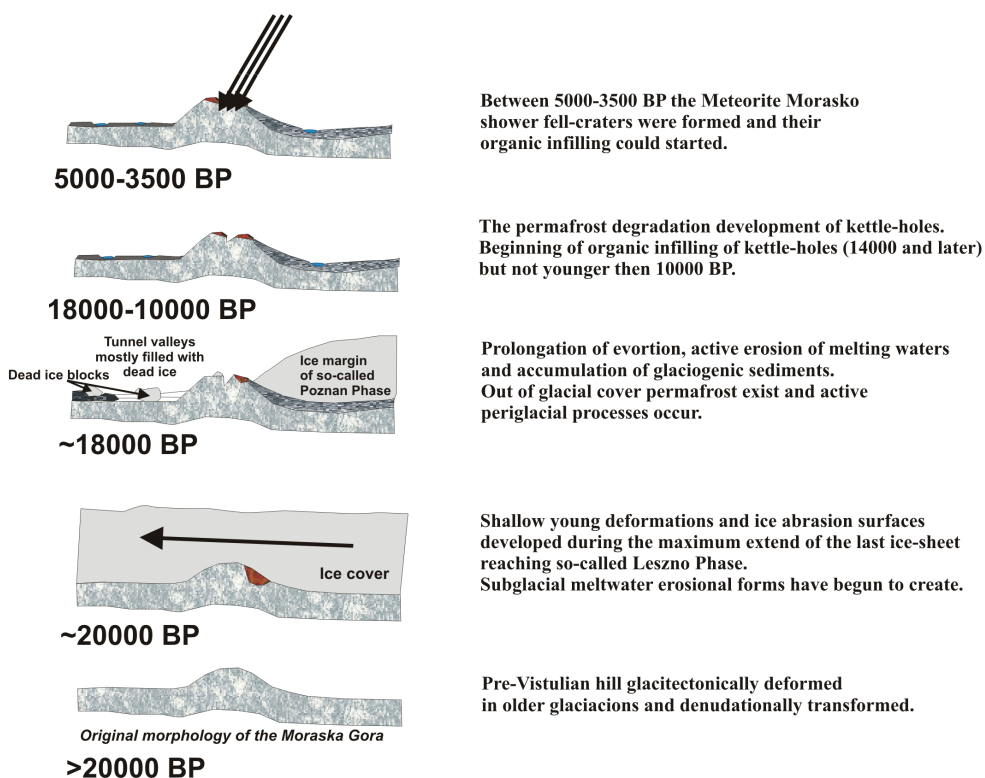 Between 5000-3500 BP the Meteorite Morasko
shower fell-craters were formed and their
organic infilling could started.
5000-3500 BP
The permafrost degradation development of kettle-holes.
Beginning of organic infilling of kettle-holes (14000 and later)
but not younger then 10000 BP.
18000-10000 BP
Tunnel valleys
mostly filled with
dead ice
Dead ice blocks
Ice margin
of so-called
Poznan Phase
Prolongation of evortion, active erosion of melting waters
and accumulation of glaciogenic sediments.
Out of glacial cover permafrost exist and active
periglacial processes occur.
~18000 BP
Ice cover
Shallow young deformations and ice abrasion surfaces
developed during the maximum extend of the last ice-sheet
reaching so-called Leszno Phase.
Subglacial meltwater erosional forms have begun to create.
~20000 BP
Pre-Vistulian hill glacitectonically deformed
in older glaciacions and denudationally transformed.
Original morphology of the Moraska Gora
>20000 BP